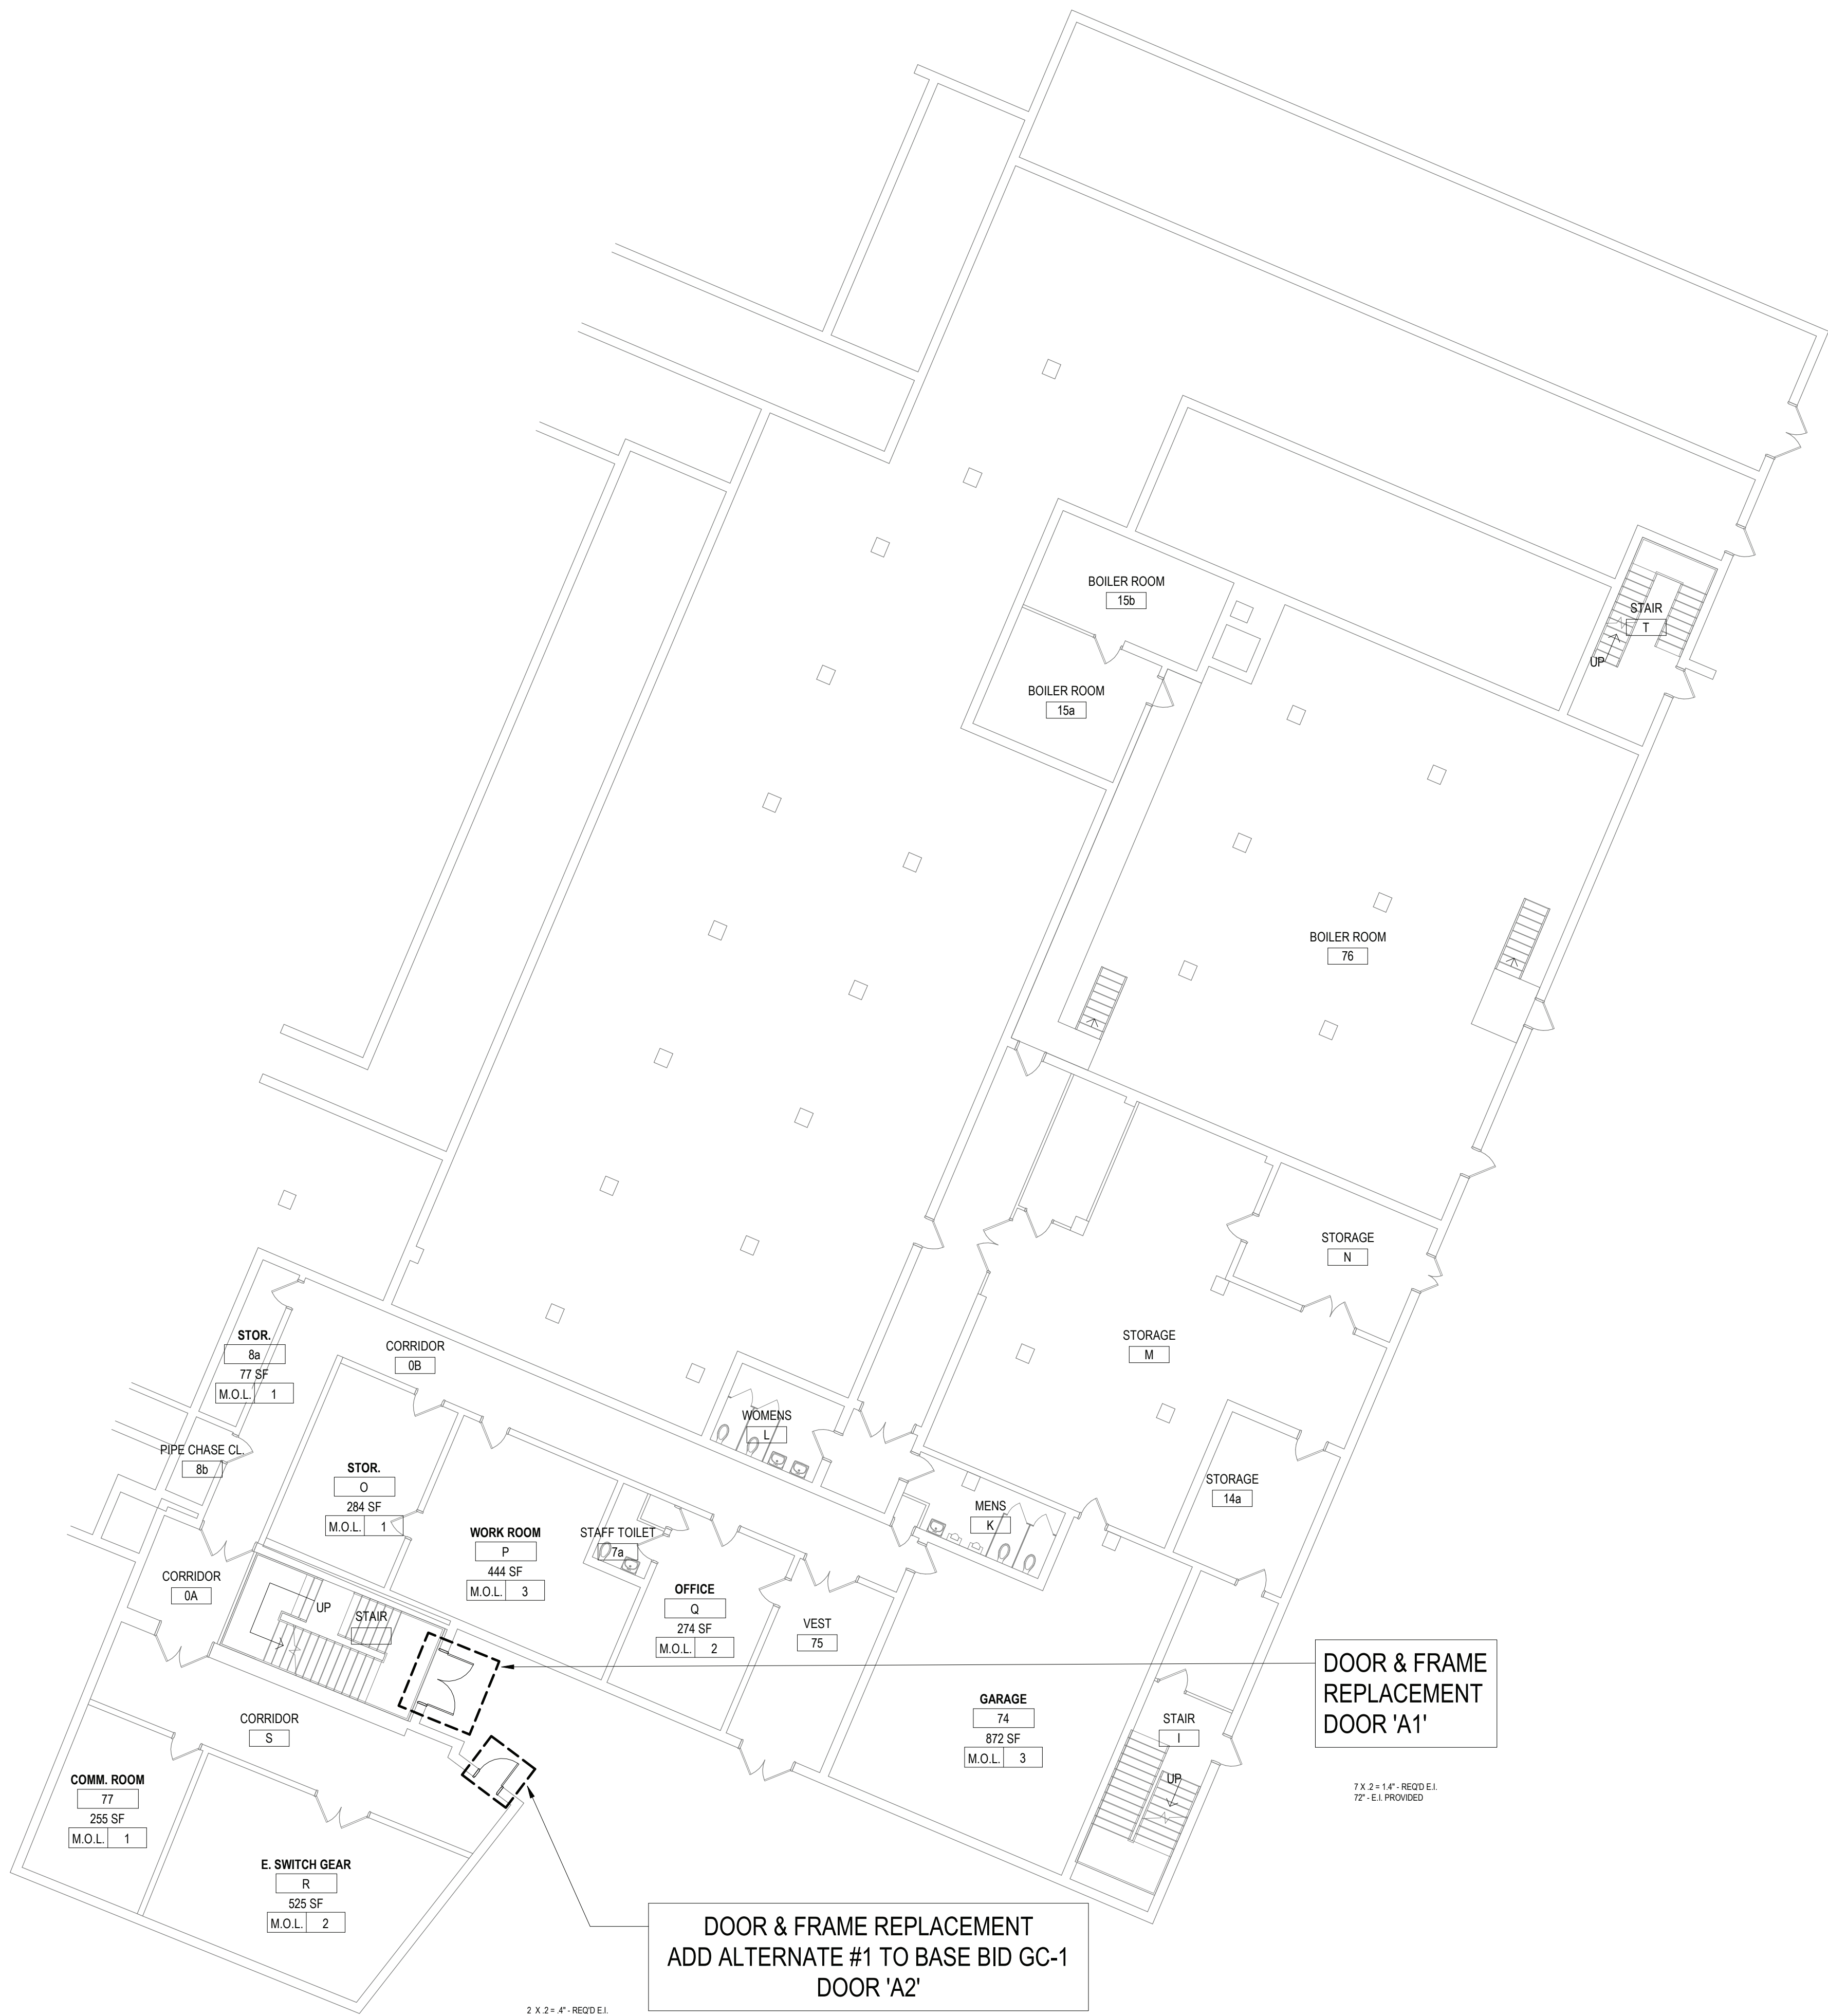 BOILER ROOM
15b
STAIR
T
UP
BOILER ROOM
15a
BOILER ROOM
76
STORAGE
N
STOR.
8a
77 SF
M.O.L. 1
CORRIDOR
0B
STORAGE
M
WOMENS
L
PIPE CHASE CL.
8b
STOR.
O
284 SF
M.O.L. 1
STORAGE
14a
MENS
K
WORK ROOM
P
444 SF
M.O.L. 3
STAFF TOILET
7a
CORRIDOR
0A
UP
STAIR
OFFICE
Q
274 SF
M.O.L. 2
VEST
75
DOOR & FRAME
REPLACEMENT
DOOR 'A1'
GARAGE
74
872 SF
M.O.L. 3
STAIR
I
UP
CORRIDOR
S
COMM. ROOM
77
255 SF
M.O.L. 1
7 X .2 = 1.4" - REQ'D E.I.
72" - E.I. PROVIDED
E. SWITCH GEAR
R
525 SF
M.O.L. 2
DOOR & FRAME REPLACEMENT
ADD ALTERNATE #1 TO BASE BID GC-1
DOOR 'A2'
2 X .2 = .4" - REQ'D E.I.